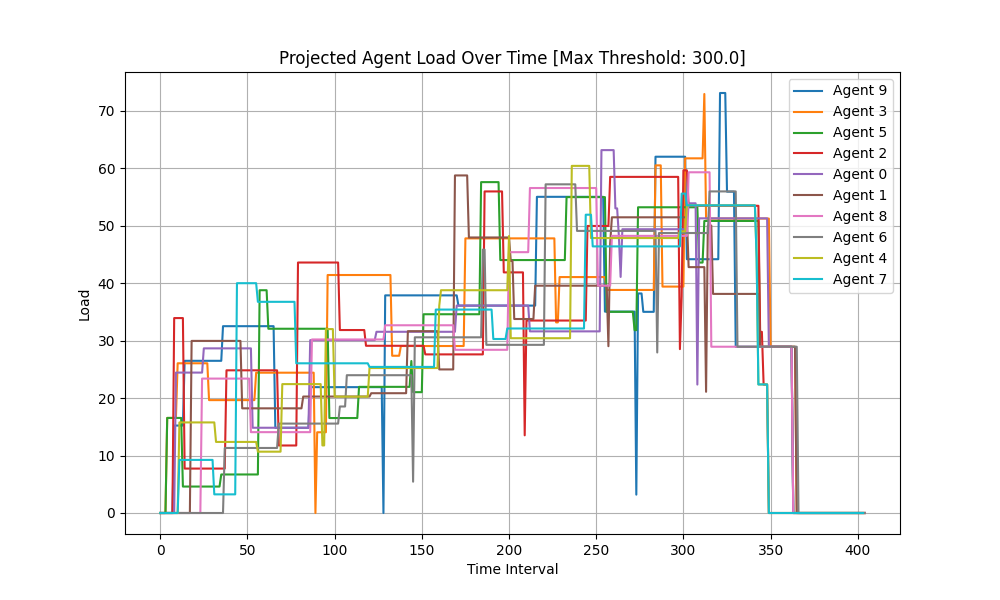 Projected Agent Load Over Time [Max Threshold: 300.0]
Load
70
60
50
40
30
20
10
0
0 50 100 150 200 250 300 350 400
Time Interval
Agent 9
Agent 3
Agent 5
Agent 2
Agent 0
Agent 1
Agent 8
Agent 6
Agent 4
Agent 7